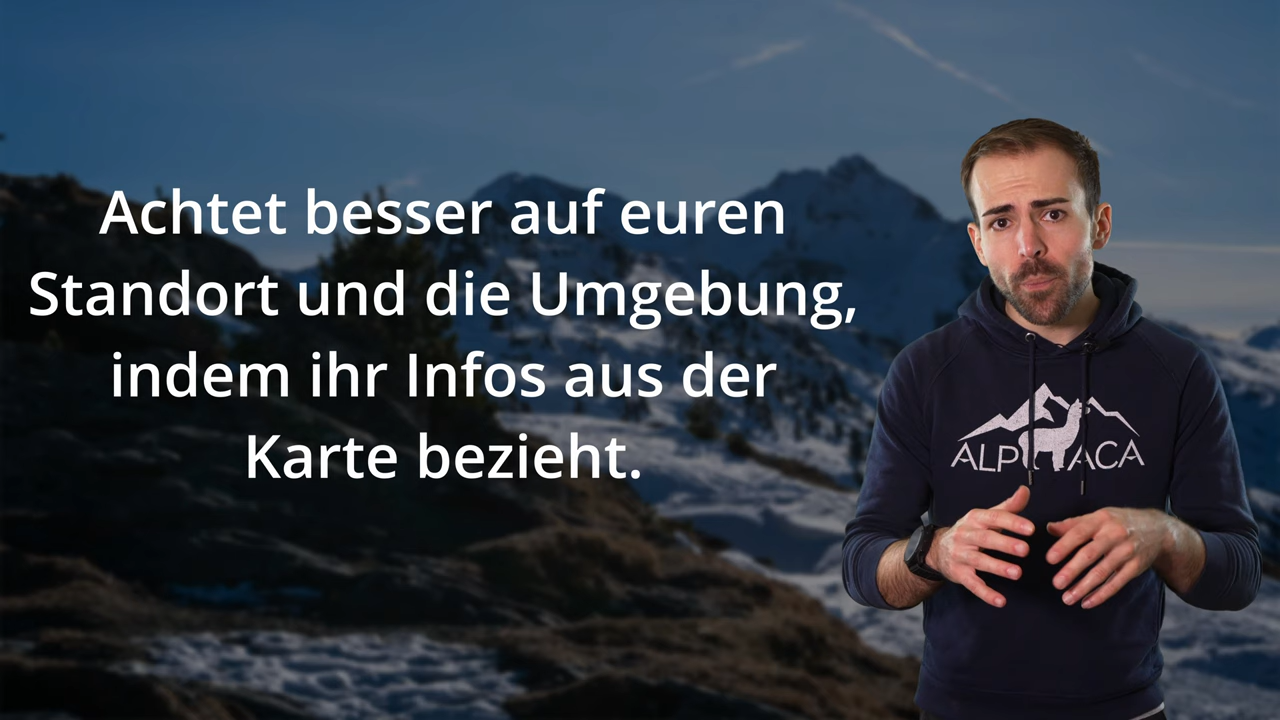 Achtet besser auf euren
Standort und die Umgebung,
indem ihr Infos aus der
Karte bezieht.
ALPACA